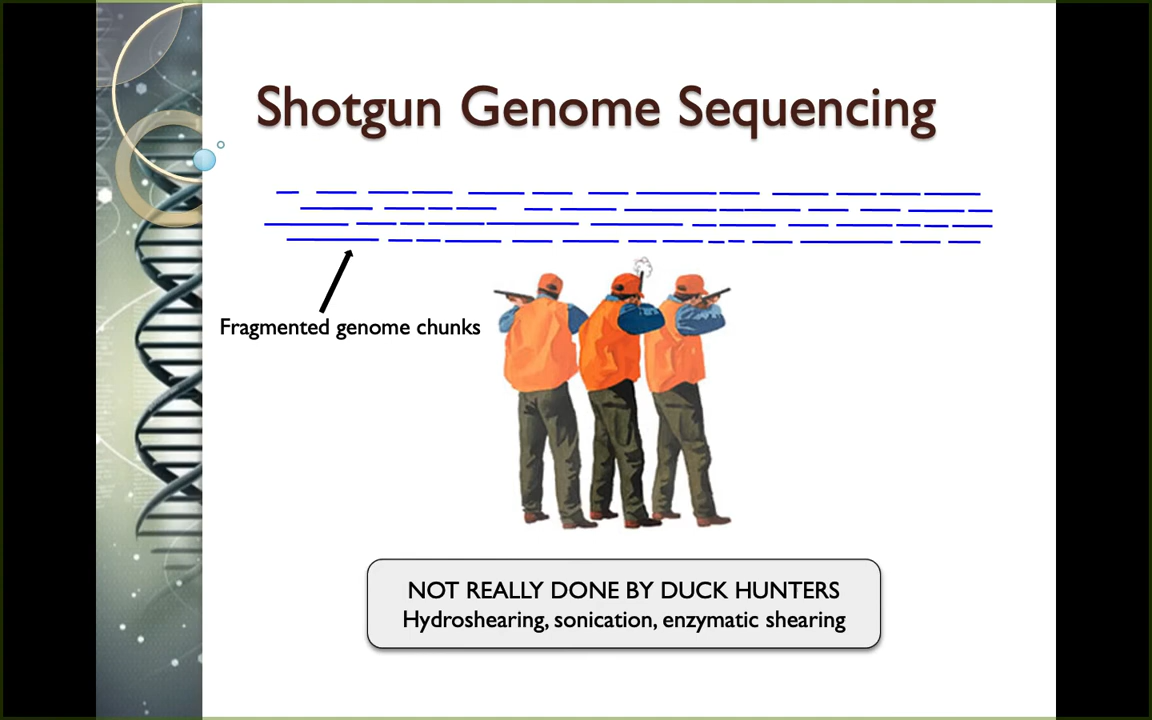 Shotgun Genome Sequencing
Fragmented genome chunks
NOT REALLY DONE BY DUCK HUNTERS
Hydroshearing, sonication, enzymatic shearing